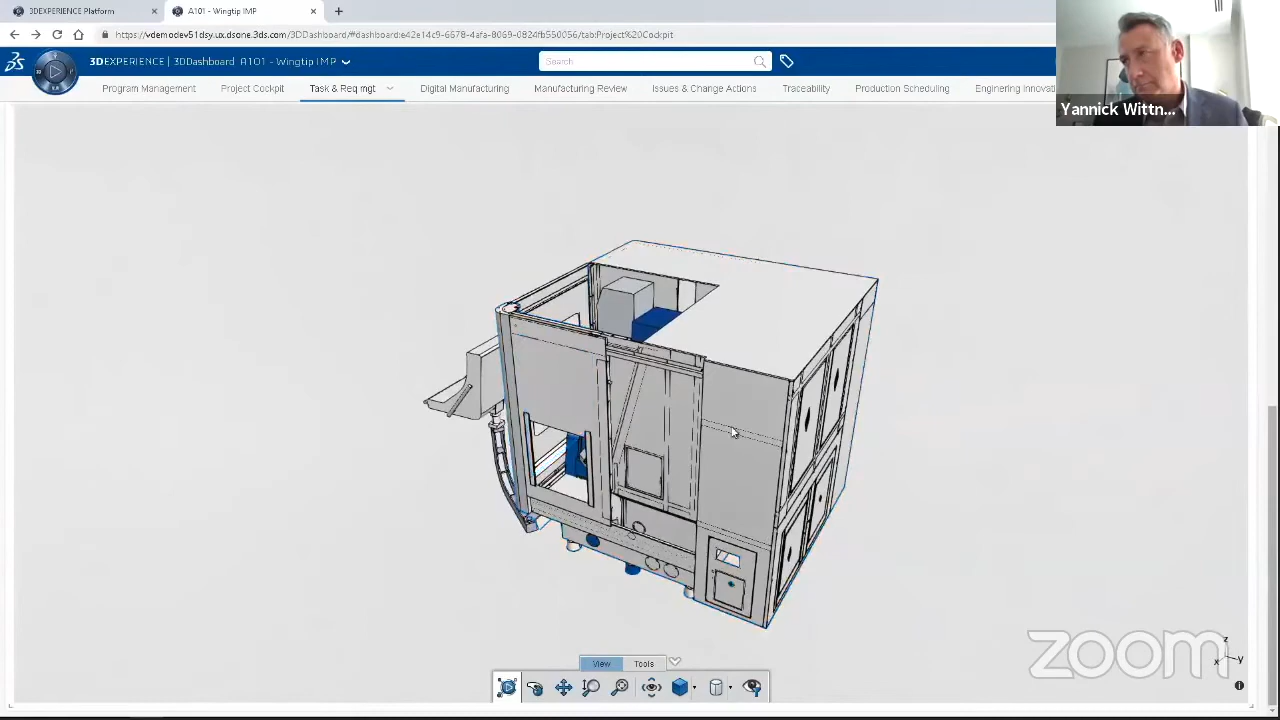 3DEXPERIENCE Platform
A101 - Wingtip IMP
https://vdemodev51dsy.ux.dsone.3ds.com/3DDashboard/#dashboard:e42e14c9-6678-4afa-8069-0824fb550056/tab:Project%20Cockpit
3DEXPERIENCE | 3DDashboard A101 - Wingtip IMP
Search
Program Management Project Cockpit Task & Req mgt Digital Manufacturing Manufacturing Review Issues & Change Actions Traceability Production Scheduling Enginering Innovati
Yannick Wittn...
View Tools
zoom
z
x y